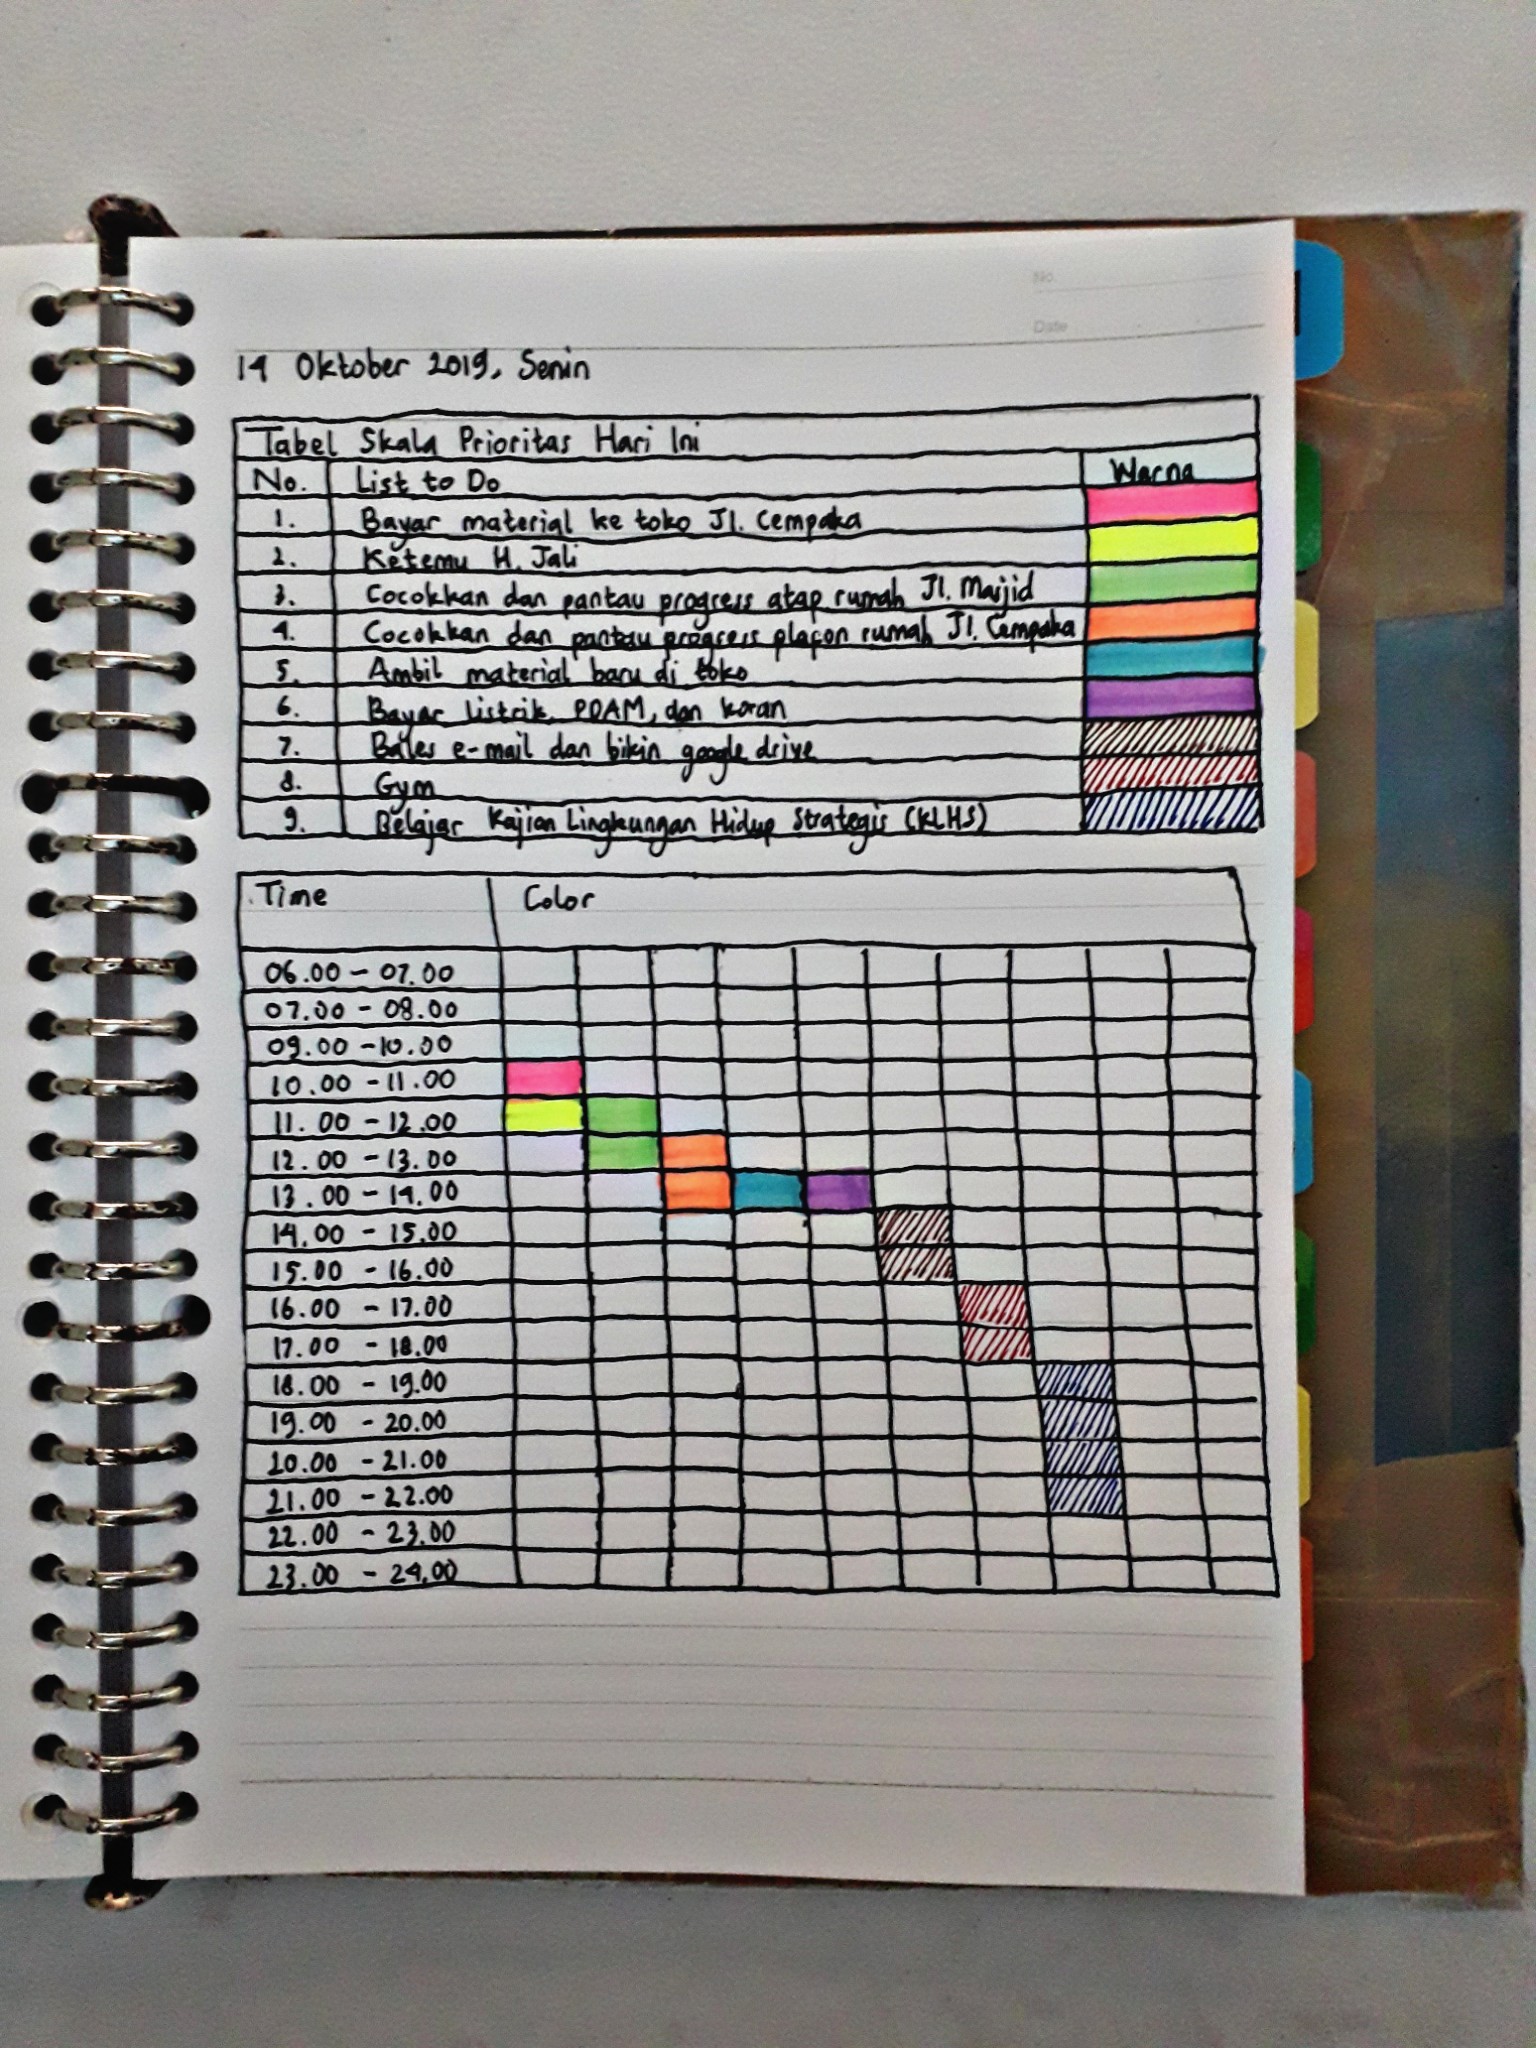 No.
Date
14 Oktober 2019, Senin
Tabel Skala Prioritas Hari Ini
No. List to Do Warna
1. Bayar material ke toko Jl. Cempaka
2. Ketemu H. Jali
3. Cocokkan dan pantau progress atap rumah Jl. Masjid
4. Cocokkan dan pantau progress plafon rumah Jl. Cempaka
5. Ambil material baru di toko
6. Bayar listrik, PDAM, dan koran
7. Bales e-mail dan bikin google drive
8. Gym
9. Belajar Kajian Lingkungan Hidup Strategis (KLHS)
Time Color
06.00 - 07.00
07.00 - 08.00
09.00 - 10.00
10.00 - 11.00
11.00 - 12.00
12.00 - 13.00
13.00 - 14.00
14.00 - 15.00
15.00 - 16.00
16.00 - 17.00
17.00 - 18.00
18.00 - 19.00
19.00 - 20.00
20.00 - 21.00
21.00 - 22.00
22.00 - 23.00
23.00 - 24.00